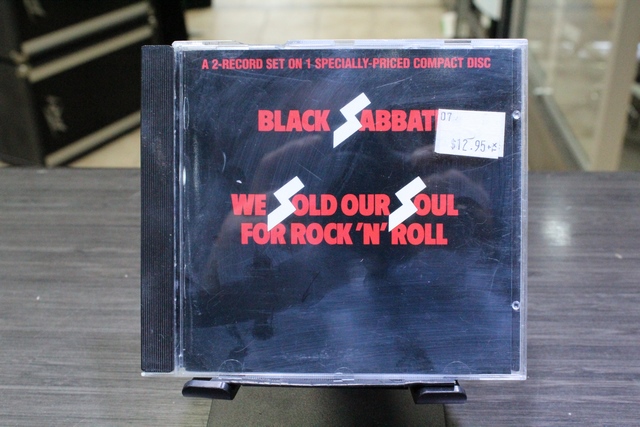 A 2-RECORD SET ON 1 SPECIALLY-PRICED COMPACT DISC
BLACK SABBATH
07
$12.95
WE SOLD OUR SOUL
FOR ROCK 'N' ROLL